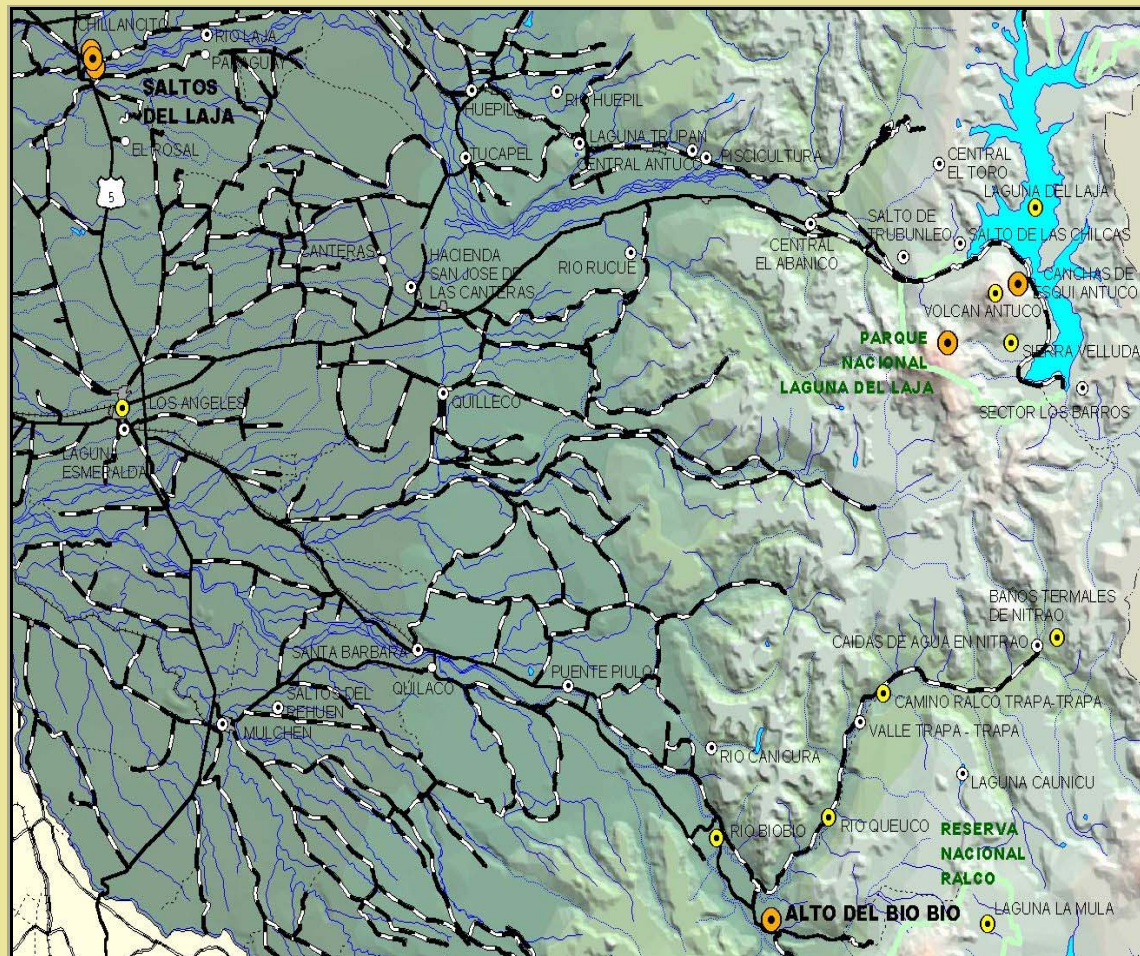 CHILLANCITO
RIO LAJA
PARAGUAY
SALTOS
DEL LAJA
EL ROSAL
5
HUEPIL
RIO HUEPIL
TUCAPEL
LAGUNA TRUPAN
CENTRAL ANTUCO
PISCICULTURA
CENTRAL
EL TORO
LAGUNA DEL LAJA
SALTO DE
TRUBUNLEO
SALTO DE LAS CHILCAS
CANTERAS
HACIENDA
SAN JOSE DE
LAS CANTERAS
RIO RUCUE
CENTRAL
EL ABANICO
CANCHAS DE
ESQUI ANTUCO
VOLCAN ANTUCO
PARQUE
NACIONAL
LAGUNA DEL LAJA
SIERRA VELLUDA
SECTOR LOS BARROS
LOS ANGELES
QUILLECO
LAGUNA
ESMERALDA
BAÑOS TERMALES
DE NITRAO
CAIDAS DE AGUA EN NITRAO
SANTA BARBARA
QUILACO
PUENTE PIULO
SALTOS DEL
REHUEN
MULCHEN
CAMINO RALCO TRAPA-TRAPA
VALLE TRAPA - TRAPA
RIO CANICURA
LAGUNA CAUNICU
RIO BIOBIO
RIO QUEUCO
RESERVA
NACIONAL
RALCO
ALTO DEL BIO BIO
LAGUNA LA MULA